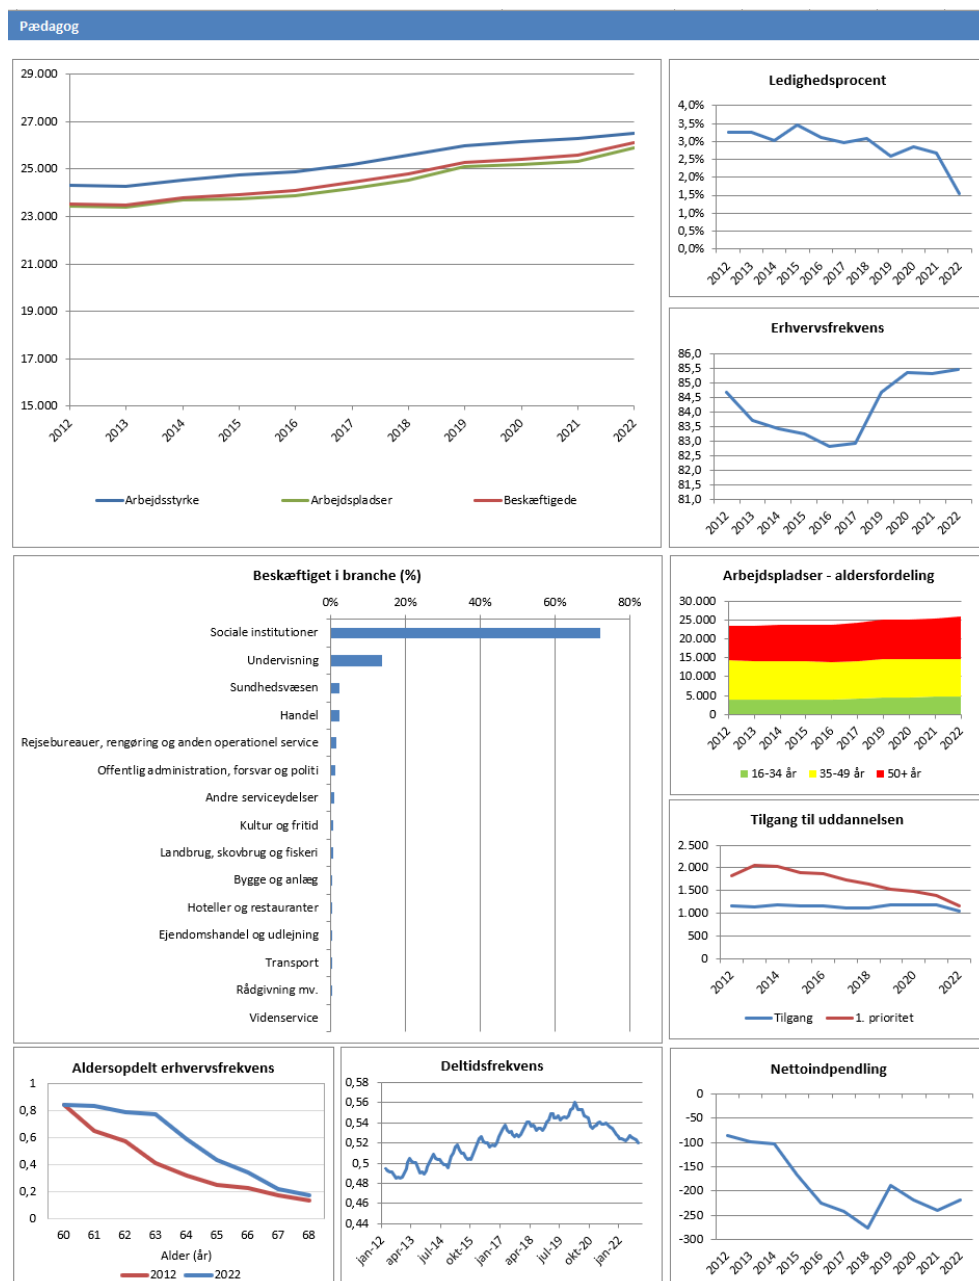 Pædagog
29.000
27.000
25.000
23.000
21.000
19.000
17.000
15.000
2012 2013 2014 2015 2016 2017 2018 2019 2020 2021 2022
Arbejdsstyrke Arbejdspladser Beskæftigede
Ledighedsprocent
4,0%
3,5%
3,0%
2,5%
2,0%
1,5%
1,0%
0,5%
0,0%
2012 2013 2014 2015 2016 2017 2018 2019 2020 2021 2022
Erhvervsfrekvens
86,0
85,5
85,0
84,5
84,0
83,5
83,0
82,5
82,0
81,5
81,0
2012 2013 2014 2015 2016 2017 2019 2020 2021 2022
Beskæftiget i branche (%)
0% 20% 40% 60% 80%
Sociale institutioner
Undervisning
Sundhedsvæsen
Handel
Rejsebureauer, rengøring og anden operationel service
Offentlig administration, forsvar og politi
Andre serviceydelser
Kultur og fritid
Landbrug, skovbrug og fiskeri
Bygge og anlæg
Hoteller og restauranter
Ejendomshandel og udlejning
Transport
Rådgivning mv.
Videnservice
Arbejdspladser - aldersfordeling
30.000
25.000
20.000
15.000
10.000
5.000
0
2012 2013 2014 2015 2016 2017 2018 2019 2020 2021 2022
16-34 år 35-49 år 50+ år
Tilgang til uddannelsen
2.500
2.000
1.500
1.000
500
0
2012 2014 2016 2018 2020 2022
Tilgang 1. prioritet
Aldersopdelt erhvervsfrekvens
1
0,8
0,6
0,4
0,2
0
60 61 62 63 64 65 66 67 68
Alder (år)
2012 2022
Deltidsfrekvens
0,58
0,56
0,54
0,52
0,5
0,48
0,46
0,44
jan-12 apr-13 jul-14 okt-15 jan-17 apr-18 jul-19 okt-20 jan-22
Nettoindpendling
-0
-50
-100
-150
-200
-250
-300
2012 2013 2014 2015 2016 2017 2018 2019 2020 2021 2022